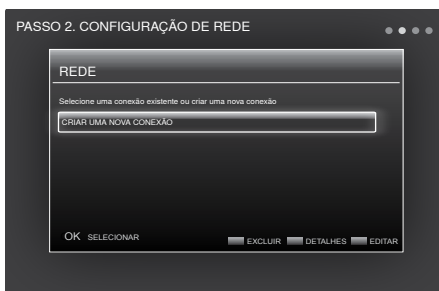 PASSO 2. CONFIGURAÇÃO DE REDE
REDE
Selecione uma conexão existente ou criar uma nova conexão
CRIAR UMA NOVA CONEXÃO
OK SELECIONAR EXCLUIR DETALHES EDITAR